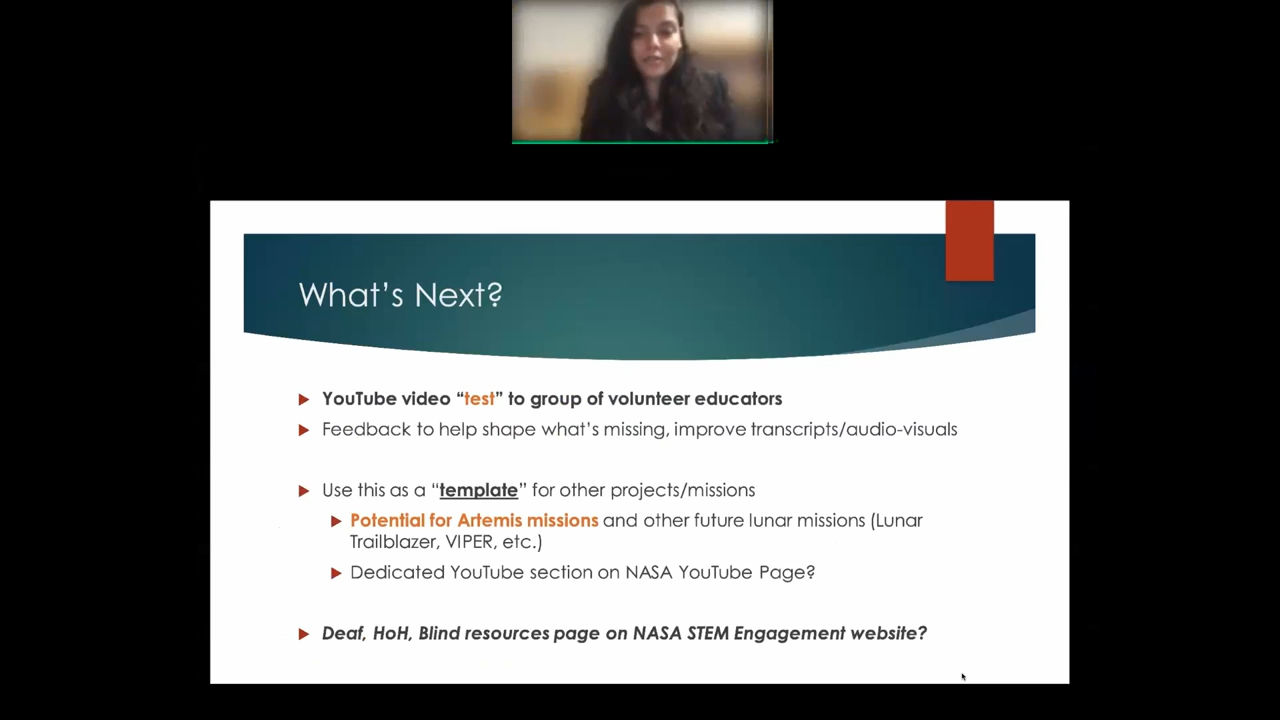 What's Next?
YouTube video “test” to group of volunteer educators
Feedback to help shape what's missing, improve transcripts/audio-visuals
Use this as a “template” for other projects/missions
Potential for Artemis missions and other future lunar missions (Lunar
Trailblazer, VIPER, etc.)
Dedicated YouTube section on NASA YouTube Page?
Deaf, HoH, Blind resources page on NASA STEM Engagement website?